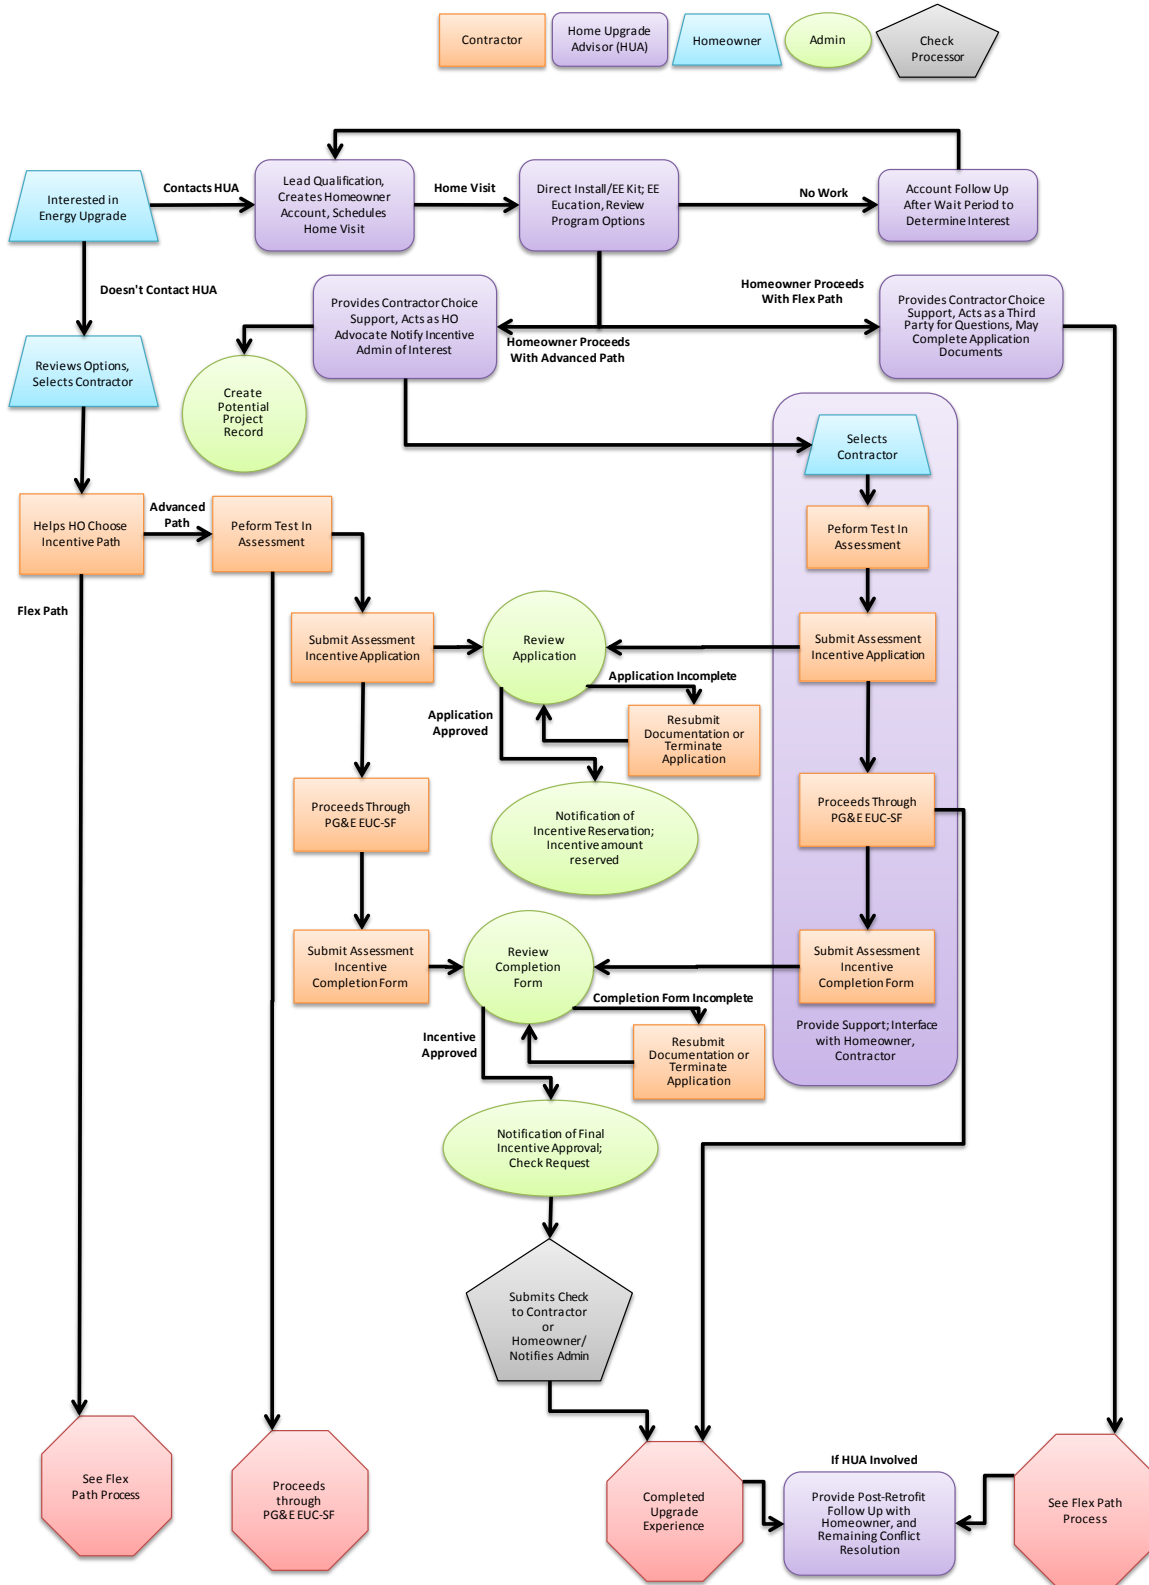 Contractor
Home Upgrade
Advisor (HUA)
Homeowner
Admin
Check
Processor
Interested in
Energy Upgrade
Contacts HUA
Lead Qualification,
Creates Homeowner
Account, Schedules
Home Visit
Home Visit
Direct Install/EE Kit; EE
Eucation, Review
Program Options
No Work
Account Follow Up
After Wait Period to
Determine Interest
Doesn't Contact HUA
Provides Contractor Choice
Support, Acts as HO
Advocate Notify Incentive
Admin of Interest
Homeowner Proceeds
With Advanced Path
Homeowner Proceeds
With Flex Path
Provides Contractor Choice
Support, Acts as a Third
Party for Questions, May
Complete Application
Documents
Reviews Options,
Selects Contractor
Create
Potential
Project
Record
Selects
Contractor
Helps HO Choose
Incentive Path
Advanced
Path
Peform Test In
Assessment
Peform Test In
Assessment
Flex Path
Submit Assessment
Incentive Application
Review
Application
Submit Assessment
Incentive Application
Application Incomplete
Application
Approved
Resubmit
Documentation or
Terminate
Application
Proceeds Through
PG&E EUC-SF
Notification of
Incentive Reservation;
Incentive amount
reserved
Proceeds Through
PG&E EUC-SF
Submit Assessment
Incentive
Completion Form
Review
Completion
Form
Submit Assessment
Incentive
Completion Form
Completion Form Incomplete
Incentive
Approved
Resubmit
Documentation or
Terminate
Application
Provide Support; Interface
with Homeowner,
Contractor
Notification of Final
Incentive Approval;
Check Request
Submits Check
to Contractor
or
Homeowner/
Notifies Admin
See Flex
Path Process
Proceeds
through
PG&E EUC-SF
Completed
Upgrade
Experience
If HUA Involved
Provide Post-Retrofit
Follow Up with
Homeowner, and
Remaining Conflict
Resolution
See Flex Path
Process